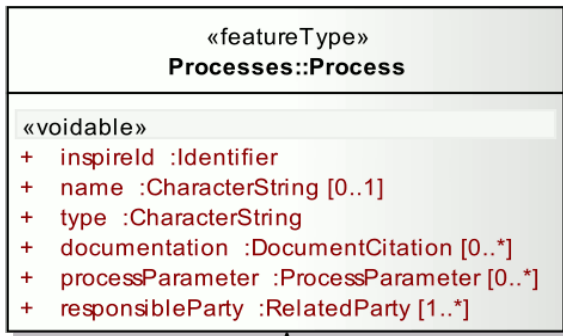 «featureType»
Processes::Process
«voidable»
+ inspireId :Identifier
+ name :CharacterString [0..1]
+ type :CharacterString
+ documentation :DocumentCitation [0..*]
+ processParameter :ProcessParameter [0..*]
+ responsibleParty :RelatedParty [1..*]